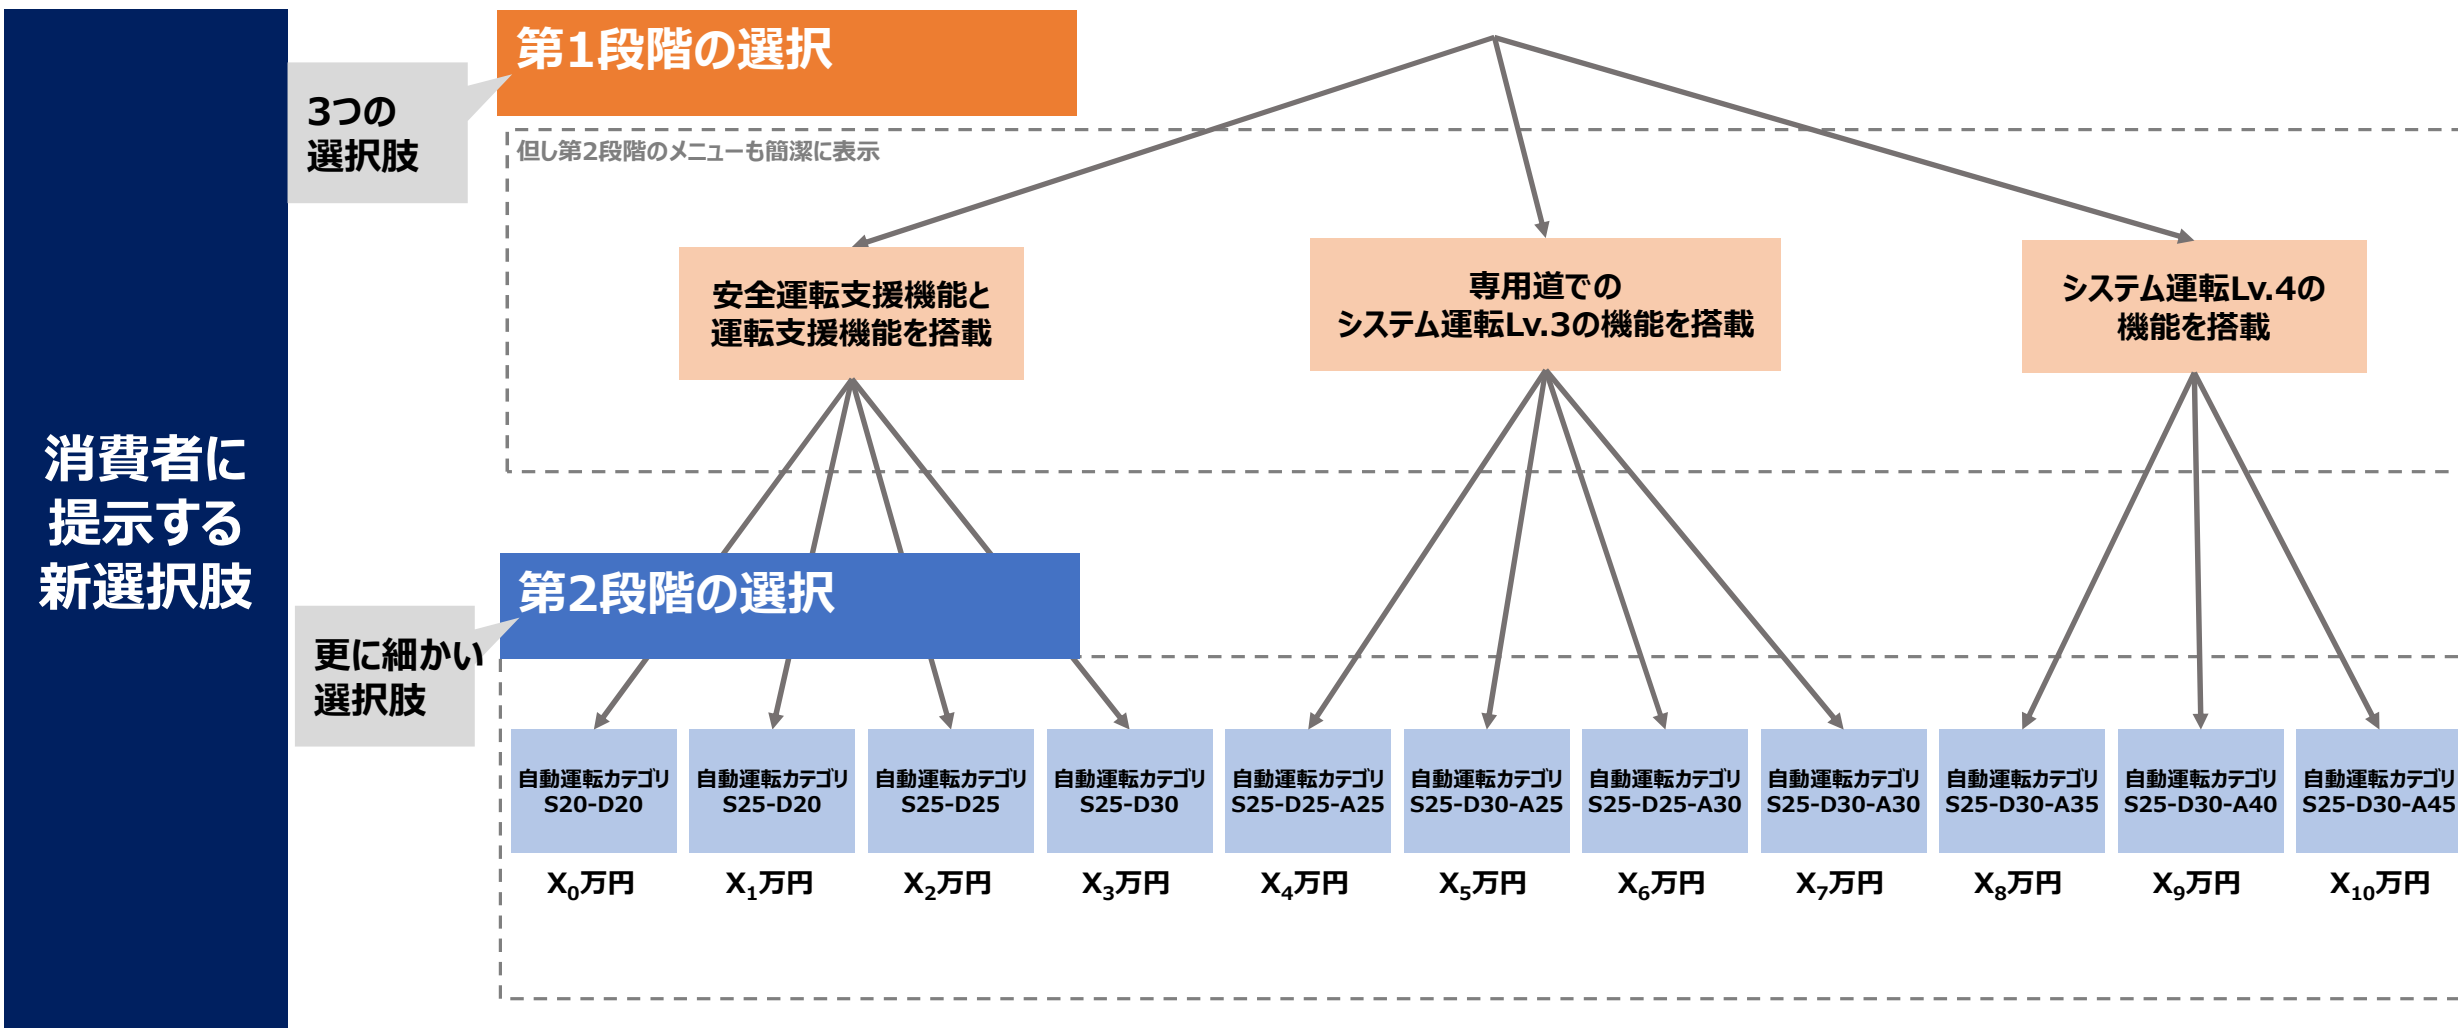 消費者に
提示する
新選択肢
3つの
選択肢
第1段階の選択
但し第2段階のメニューも簡潔に表示
安全運転支援機能と
運転支援機能を搭載
専用道での
システム運転Lv.3の機能を搭載
システム運転Lv.4の
機能を搭載
更に細かい
選択肢
第2段階の選択
自動運転カテゴリ
S20-D20
X₀万円
自動運転カテゴリ
S25-D20
X₁万円
自動運転カテゴリ
S25-D25
X₂万円
自動運転カテゴリ
S25-D30
X₃万円
自動運転カテゴリ
S25-D25-A25
X₄万円
自動運転カテゴリ
S25-D30-A25
X₅万円
自動運転カテゴリ
S25-D25-A30
X₆万円
自動運転カテゴリ
S25-D30-A30
X₇万円
自動運転カテゴリ
S25-D30-A35
X₈万円
自動運転カテゴリ
S25-D30-A40
X₉万円
自動運転カテゴリ
S25-D30-A45
X₁₀万円